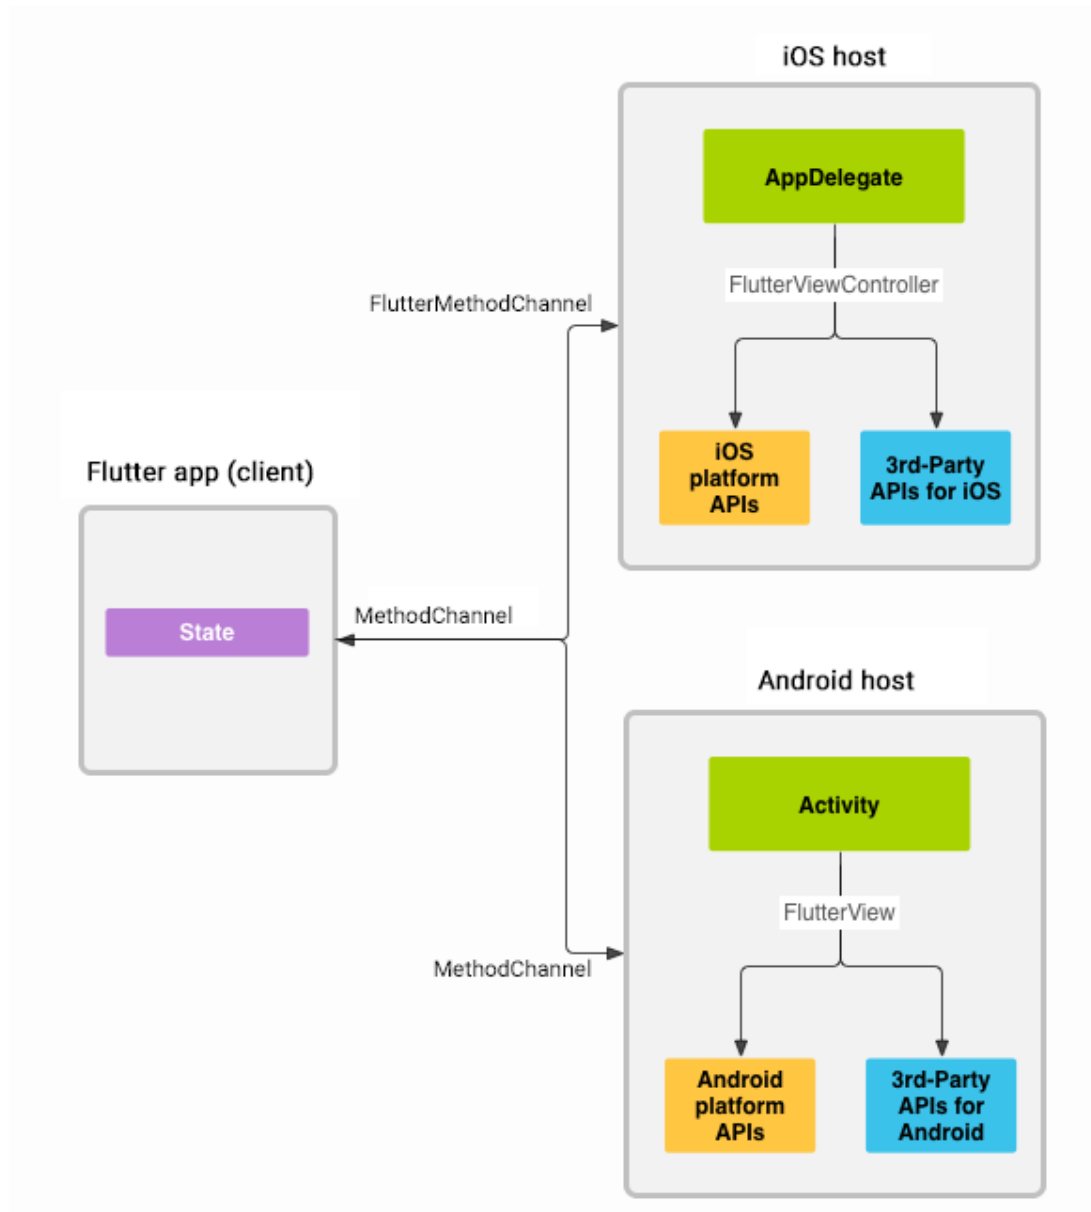 iOS host
AppDelegate
FlutterViewController
FlutterMethodChannel
iOS
platform
APIs
3rd-Party
APIs for iOS
Flutter app (client)
State
MethodChannel
Android host
Activity
FlutterView
MethodChannel
Android
platform
APIs
3rd-Party
APIs for
Android